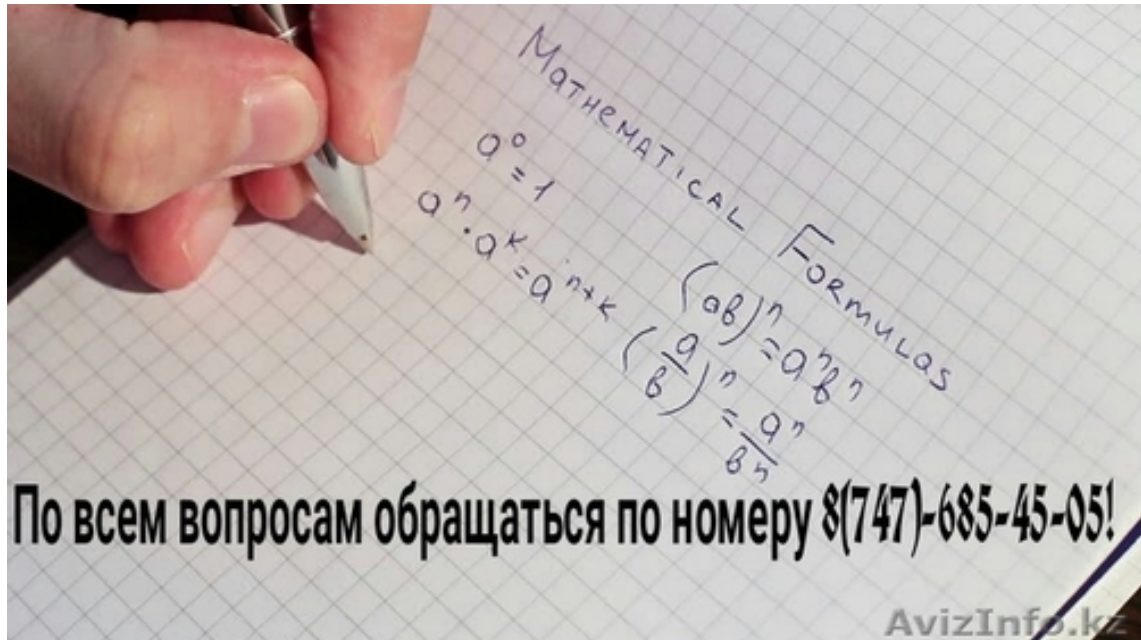 Mathematical Formulas
a⁰ = 1
aⁿ · aᵏ = aⁿ⁺ᵏ
(ab)ⁿ = aⁿbⁿ
(a/b)ⁿ = aⁿ/bⁿ
По всем вопросам обращаться по номеру 8(747)-685-45-05!
AvizInfo.kz